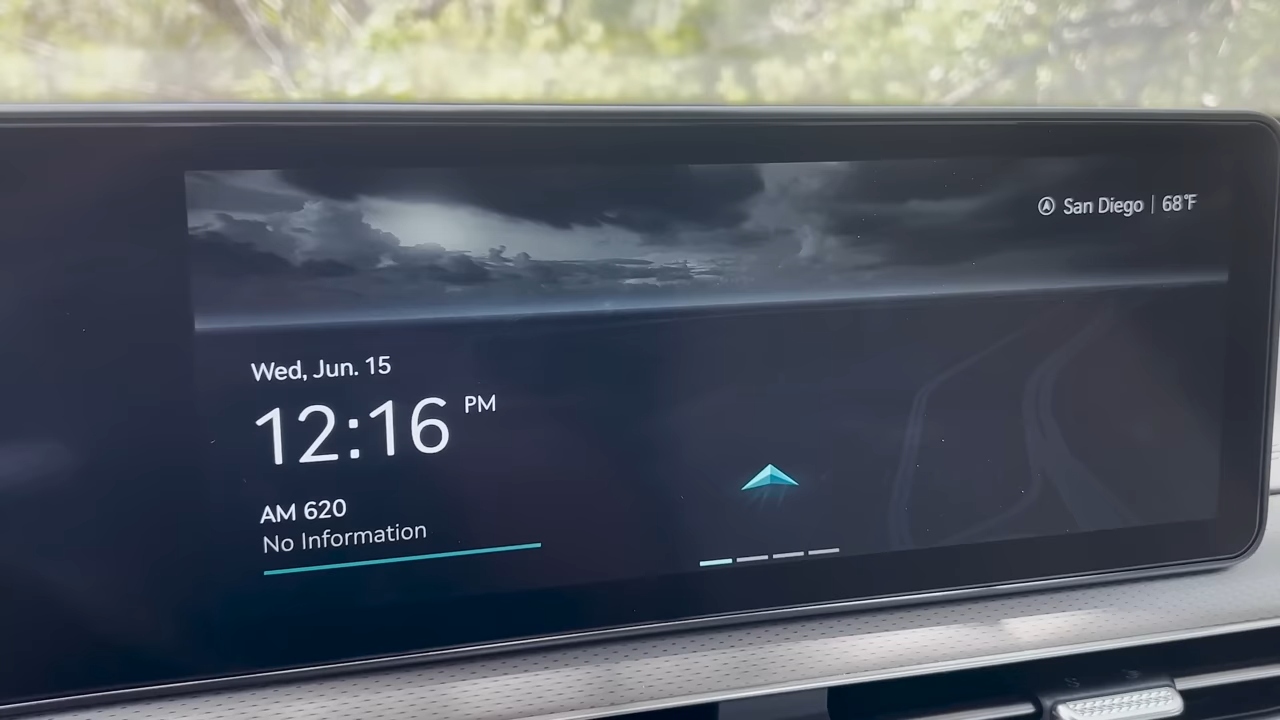 San Diego | 68°F
Wed, Jun. 15
12:16 PM
AM 620
No Information